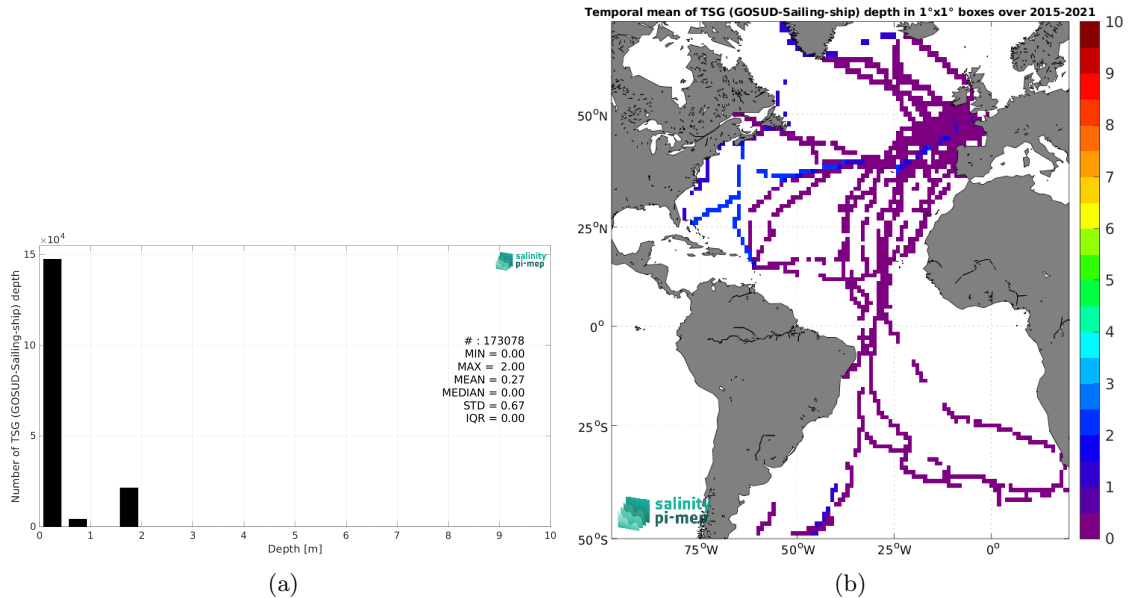 Temporal mean of TSG (GOSUD-Sailing-ship) depth in 1°x1° boxes over 2015-2021
×10⁴
15
10
5
0
Number of TSG (GOSUD-Sailing-ship) depth
salinity
pi-mep
# : 173078
MIN = 0.00
MAX = 2.00
MEAN = 0.27
MEDIAN = 0.00
STD = 0.67
IQR = 0.00
0 1 2 3 4 5 6 7 8 9 10
Depth [m]
(a)
50°N
25°N
0°
25°S
50°S
75°W 50°W 25°W 0°
salinity
pi-mep
10
9
8
7
6
5
4
3
2
1
0
(b)